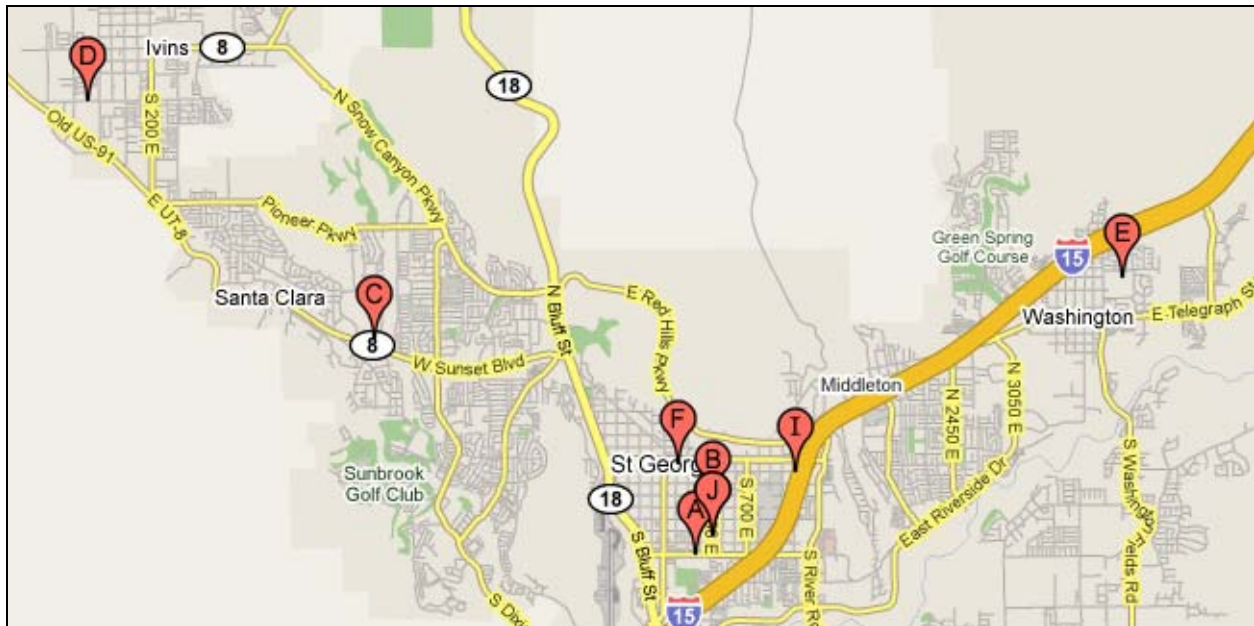 D
Ivins
8
18
Old US-91
S 200 E
N Snow Canyon Pkwy
E UT-8
Pioneer Pkwy
Green Spring
Golf Course
15
E
Santa Clara
C
8
N Bluff St
E Red Hills Pkwy
Washington
E Telegraph St
W Sunset Blvd
Middleton
N 2450 E
N 3050 E
F
I
St Georg
B
J
A
S 700 E
E
Sunbrook
Golf Club
18
S Bluff St
East Riverside Dr
S Washington Fields Rd
S Dixi
15
S River Rd